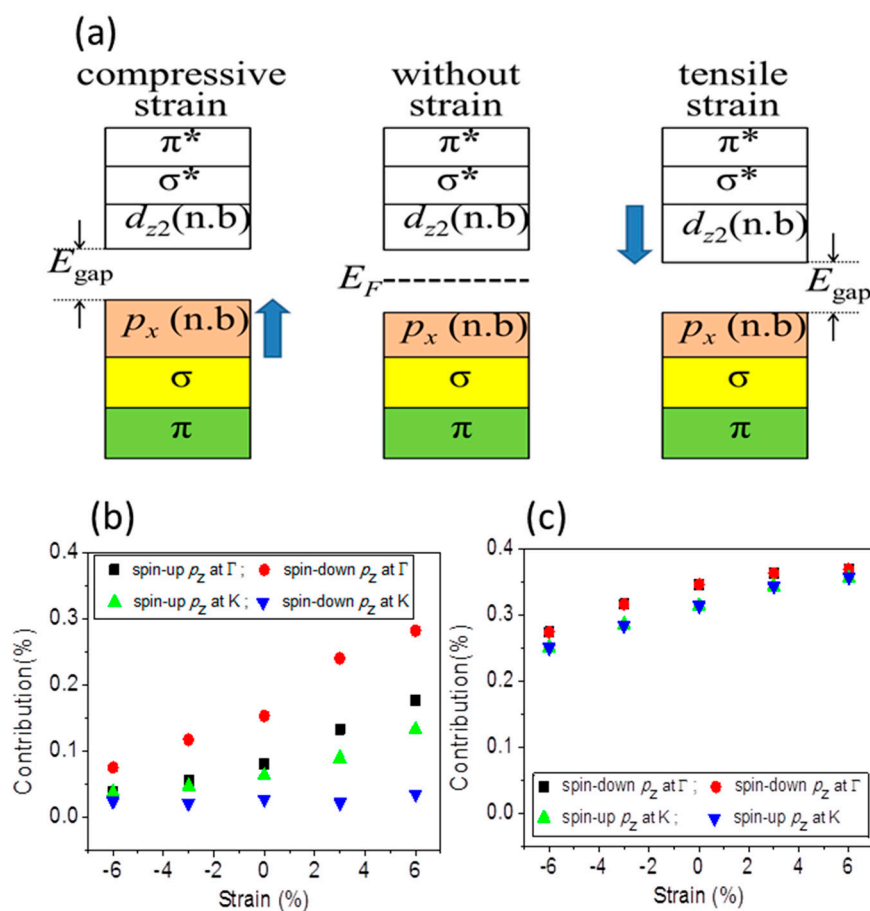 (a)
compressive strain
without strain
tensile strain
π*
π*
π*
σ*
σ*
σ*
d_z2(n.b)
d_z2(n.b)
d_z2(n.b)
E_gap
E_F
E_gap
p_x (n.b)
p_x (n.b)
p_x (n.b)
σ
σ
σ
π
π
π
(b)
0.4
0.3
0.2
0.1
0.0
Contribution(%)
spin-up p_z at Γ ; spin-down p_z at Γ
spin-up p_z at K ; spin-down p_z at K
-6 -4 -2 0 2 4 6
Strain (%)
(c)
0.4
0.3
0.2
0.1
0.0
Contribution(%)
spin-down p_z at Γ ; spin-down p_z at Γ
spin-up p_z at K ; spin-up p_z at K
-6 -4 -2 0 2 4 6
Strain (%)